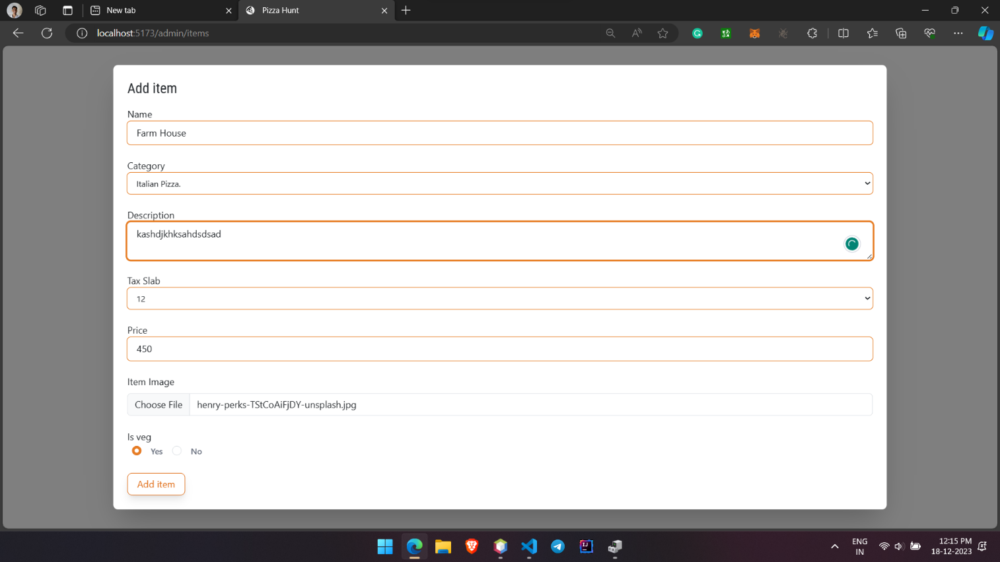 New tab
Pizza Hunt
localhost:5173/admin/items
Add item
Name
Farm House
Category
Italian Pizza.
Description
kashdjkhksahdsdsad
Tax Slab
12
Price
450
Item Image
Choose File henry-perks-TStCoAiFjDY-unsplash.jpg
Is veg
Yes No
Add item
ENG
IN
12:15 PM
18-12-2023